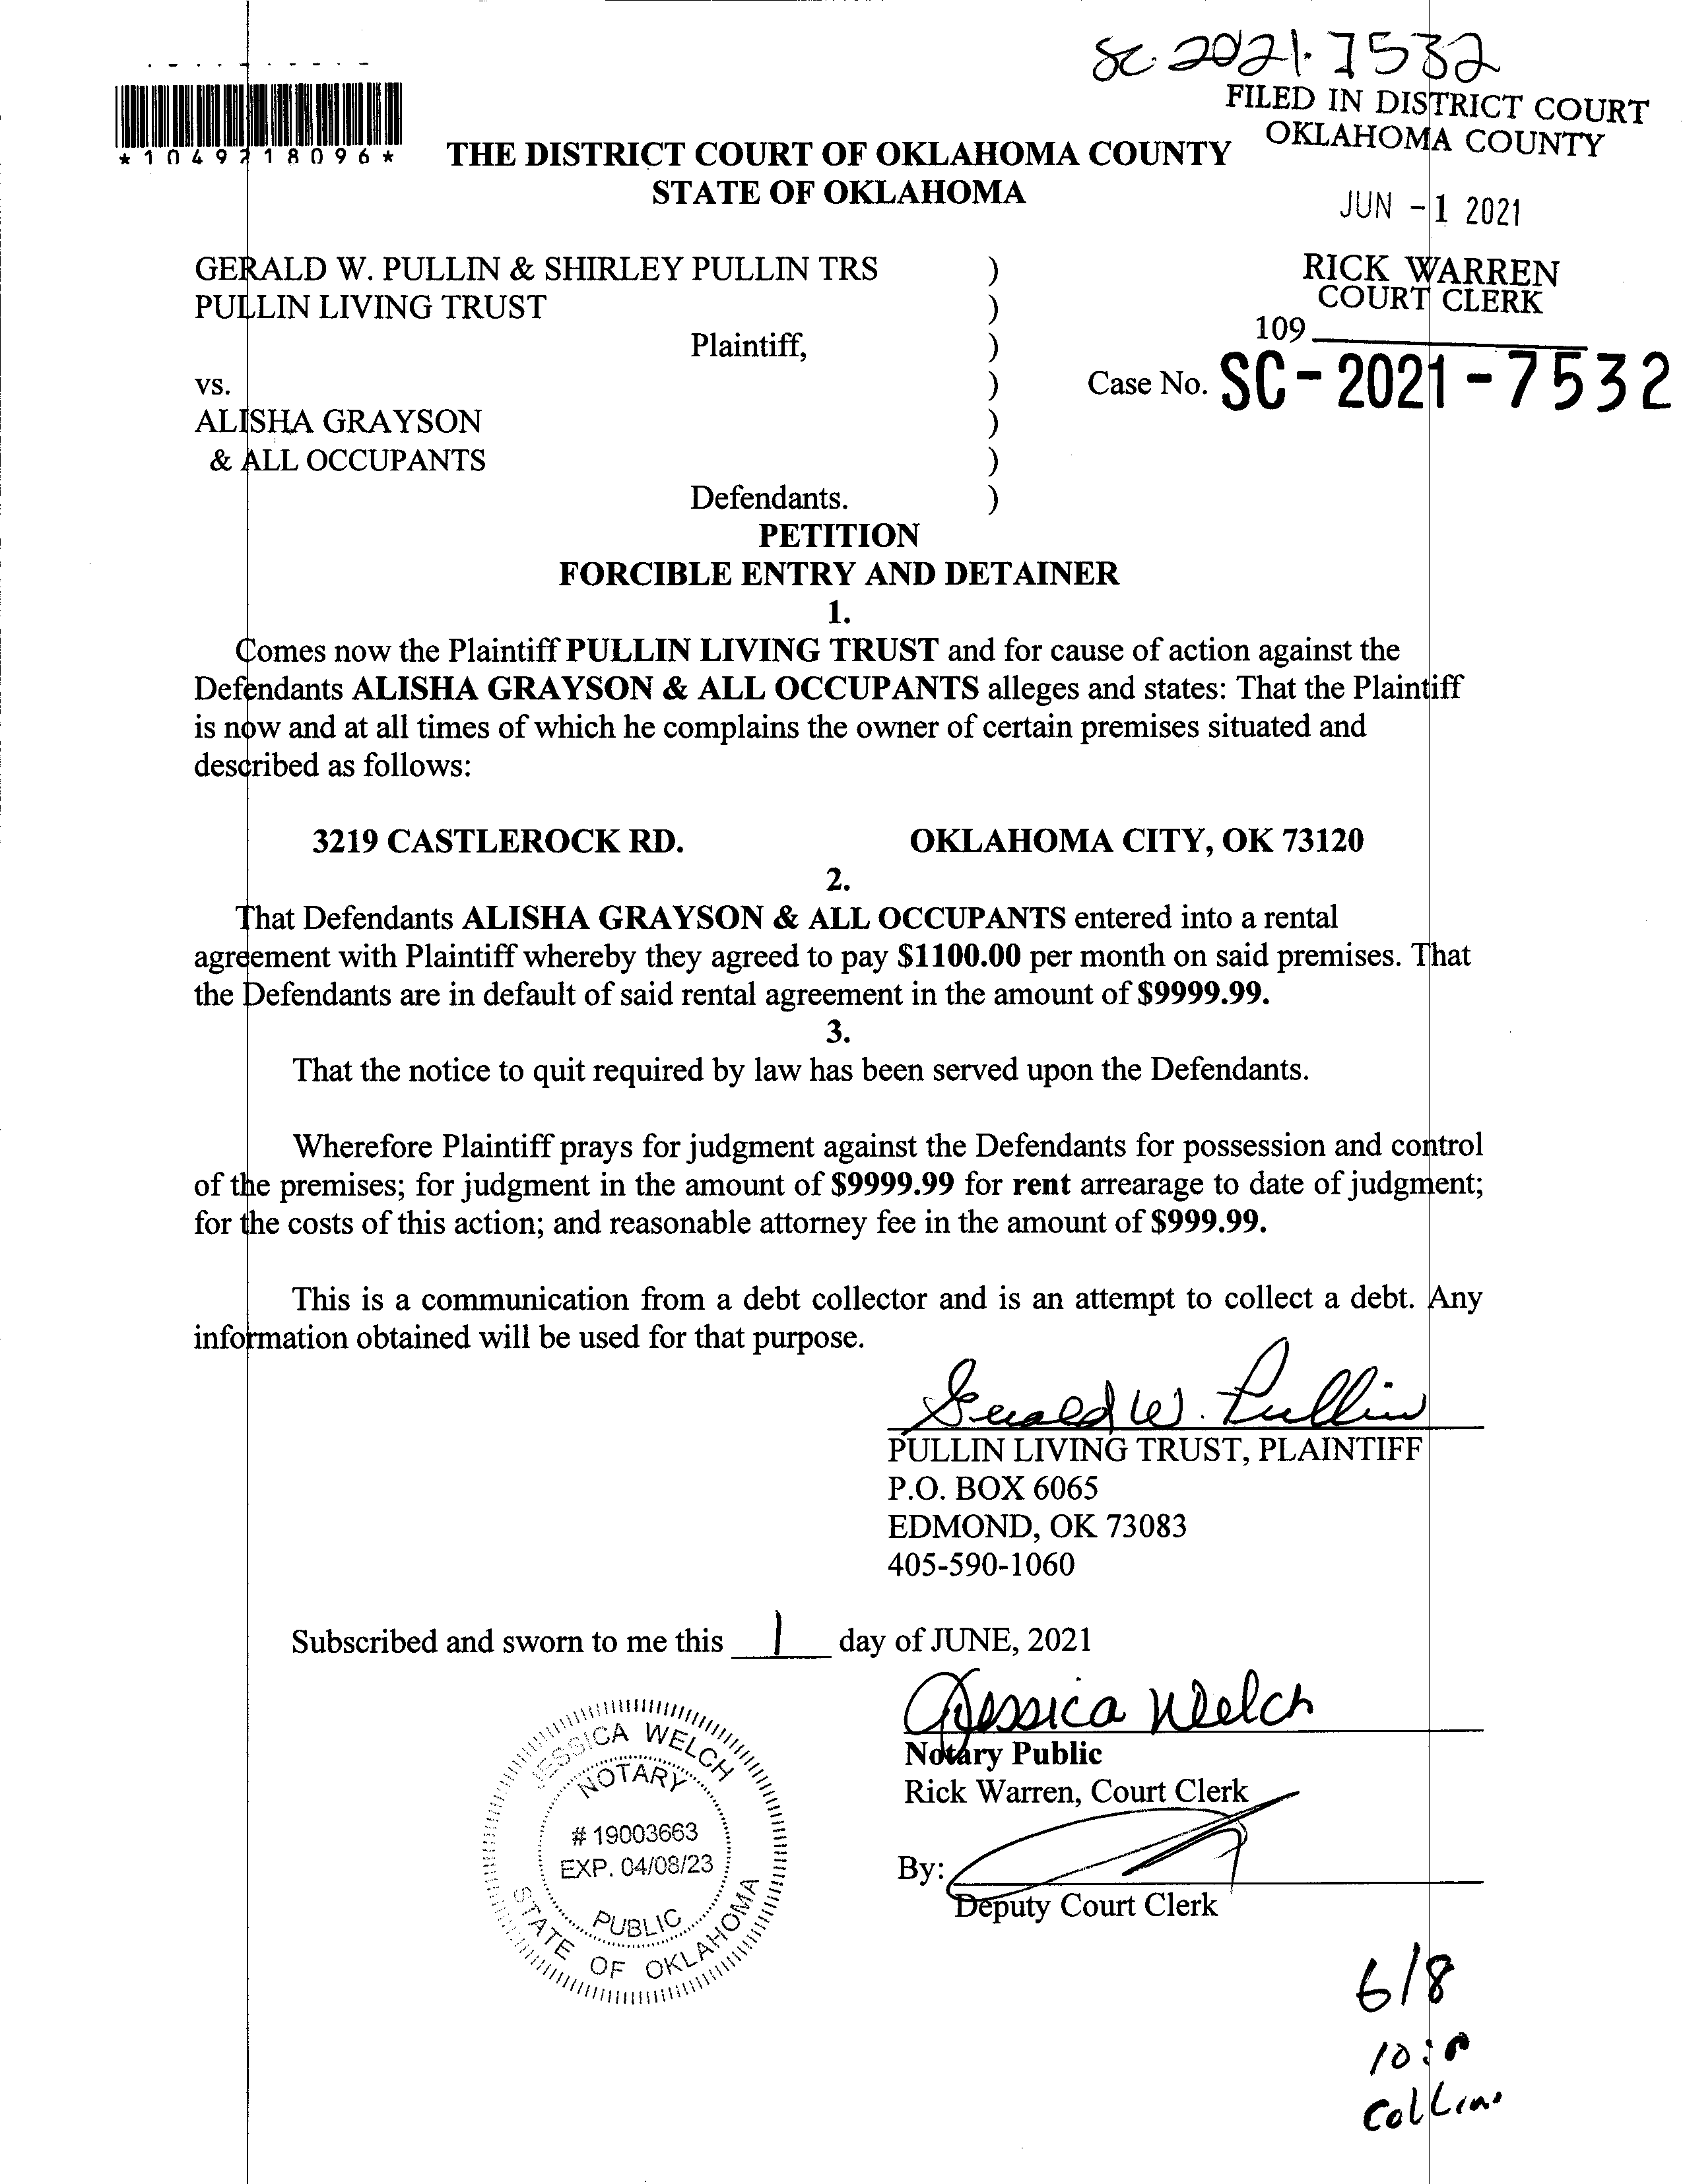 SC-2021-7532
FILED IN DISTRICT COURT
OKLAHOMA COUNTY
*1049218096*
THE DISTRICT COURT OF OKLAHOMA COUNTY
STATE OF OKLAHOMA
JUN -1 2021
GERALD W. PULLIN & SHIRLEY PULLIN TRS )
PULLIN LIVING TRUST )
Plaintiff, )
RICK WARREN
COURT CLERK
109
vs. )
Case No. SC-2021-7532
ALISHA GRAYSON )
& ALL OCCUPANTS )
Defendants. )
PETITION
FORCIBLE ENTRY AND DETAINER
1.
Comes now the Plaintiff PULLIN LIVING TRUST and for cause of action against the
Defendants ALISHA GRAYSON & ALL OCCUPANTS alleges and states: That the Plaintiff
is now and at all times of which he complains the owner of certain premises situated and
described as follows:
3219 CASTLEROCK RD. OKLAHOMA CITY, OK 73120
2.
That Defendants ALISHA GRAYSON & ALL OCCUPANTS entered into a rental
agreement with Plaintiff whereby they agreed to pay $1100.00 per month on said premises. That
the Defendants are in default of said rental agreement in the amount of $9999.99.
3.
That the notice to quit required by law has been served upon the Defendants.
Wherefore Plaintiff prays for judgment against the Defendants for possession and control
of the premises; for judgment in the amount of $9999.99 for rent arrearage to date of judgment;
for the costs of this action; and reasonable attorney fee in the amount of $999.99.
This is a communication from a debt collector and is an attempt to collect a debt. Any
information obtained will be used for that purpose.
Gerald W. Pullin
PULLIN LIVING TRUST, PLAINTIFF
P.O. BOX 6065
EDMOND, OK 73083
405-590-1060
Subscribed and sworn to me this 1 day of JUNE, 2021
Jessica Welch
Notary Public
Rick Warren, Court Clerk
By:
Deputy Court Clerk
JESSICA WELCH
NOTARY
# 19003663
EXP. 04/08/23
PUBLIC
STATE OF OKLAHOMA
6/8
Collins